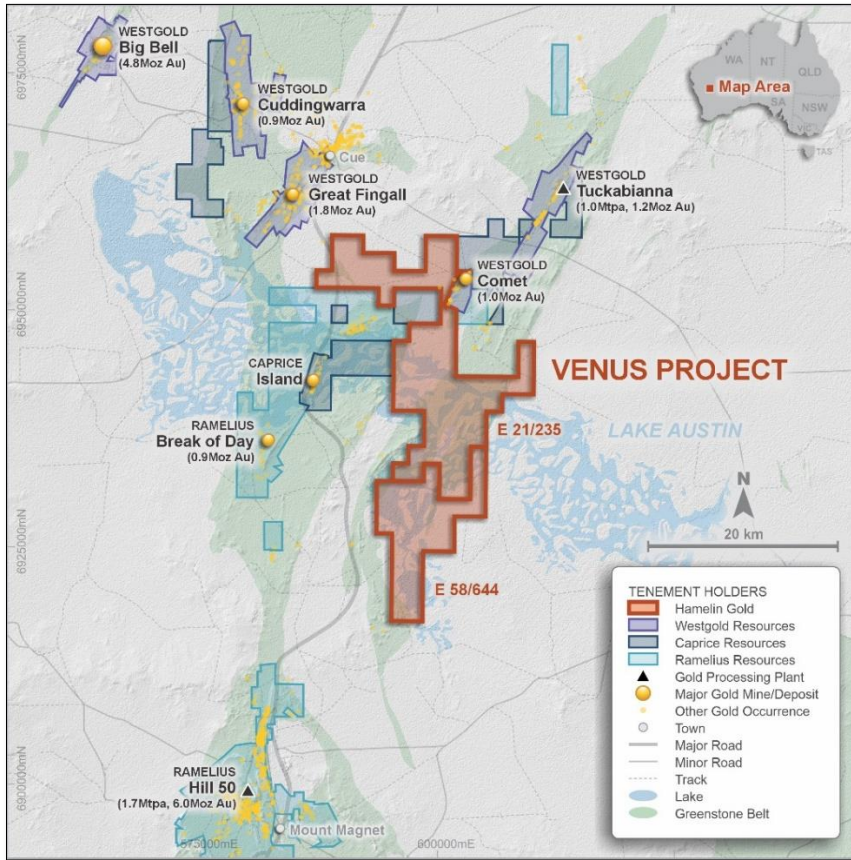 WESTGOLD
Big Bell
(4.8Moz Au)
WESTGOLD
Cuddingwarra
(0.9Moz Au)
Cue
WESTGOLD
Great Fingall
(1.8Moz Au)
WESTGOLD
Tuckabianna
(1.0Mtpa, 1.2Moz Au)
WA
NT
QLD
SA
NSW
VIC
TAS
Map Area
WESTGOLD
Comet
(1.0Moz Au)
CAPRICE
Island
RAMELIUS
Break of Day
(0.9Moz Au)
VENUS PROJECT
E 21/235
LAKE AUSTIN
E 58/644
N
20 km
RAMELIUS
Hill 50
(1.7Mtpa, 6.0Moz Au)
Mount Magnet
6975000mN
6950000mN
6925000mN
6900000mN
575000mE
600000mE
TENEMENT HOLDERS
Hamelin Gold
Westgold Resources
Caprice Resources
Ramelius Resources
Gold Processing Plant
Major Gold Mine/Deposit
Other Gold Occurrence
Town
Major Road
Minor Road
Track
Lake
Greenstone Belt